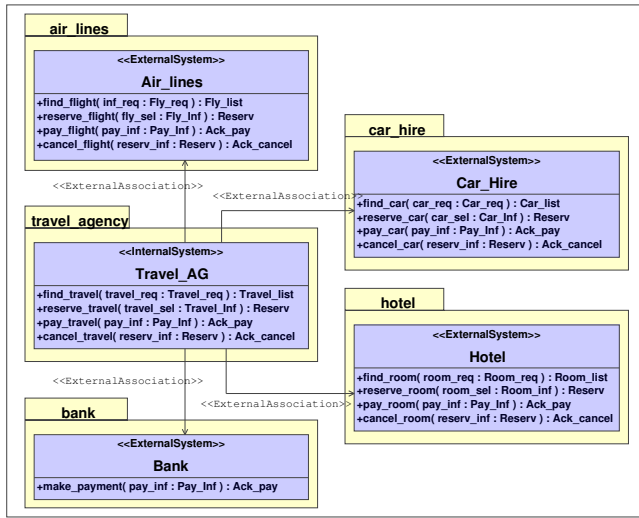 air_lines
<<ExternalSystem>>
Air_lines
+find_flight( inf_req : Fly_req ) : Fly_list
+reserve_flight( fly_sel : Fly_Inf ) : Reserv
+pay_flight( pay_inf : Pay_Inf ) : Ack_pay
+cancel_flight( reserv_inf : Reserv ) : Ack_cancel
<<ExternalAssociation>>
car_hire
<<ExternalSystem>>
Car_Hire
+find_car( car_req : Car_req ) : Car_list
+reserve_car( car_sel : Car_Inf ) : Reserv
+pay_car( pay_inf : Pay_Inf ) : Ack_pay
+cancel_car( reserv_inf : Reserv ) : Ack_cancel
<<ExternalAssociation>>
travel_agency
<<InternalSystem>>
Travel_AG
+find_travel( travel_req : Travel_req ) : Travel_list
+reserve_travel( travel_sel : Travel_Inf ) : Reserv
+pay_travel( pay_inf : Pay_Inf ) : Ack_pay
+cancel_travel( reserv_inf : Reserv ) : Ack_cancel
<<ExternalAssociation>>
hotel
<<ExternalSystem>>
Hotel
+find_room( room_req : Room_req ) : Room_list
+reserve_room( room_sel : Room_inf ) : Reserv
+pay_room( pay_inf : Pay_Inf ) : Ack_pay
+cancel_room( reserv_inf : Reserv ) : Ack_cancel
<<ExternalAssociation>>
bank
<<ExternalSystem>>
Bank
+make_payment( pay_inf : Pay_Inf ) : Ack_pay